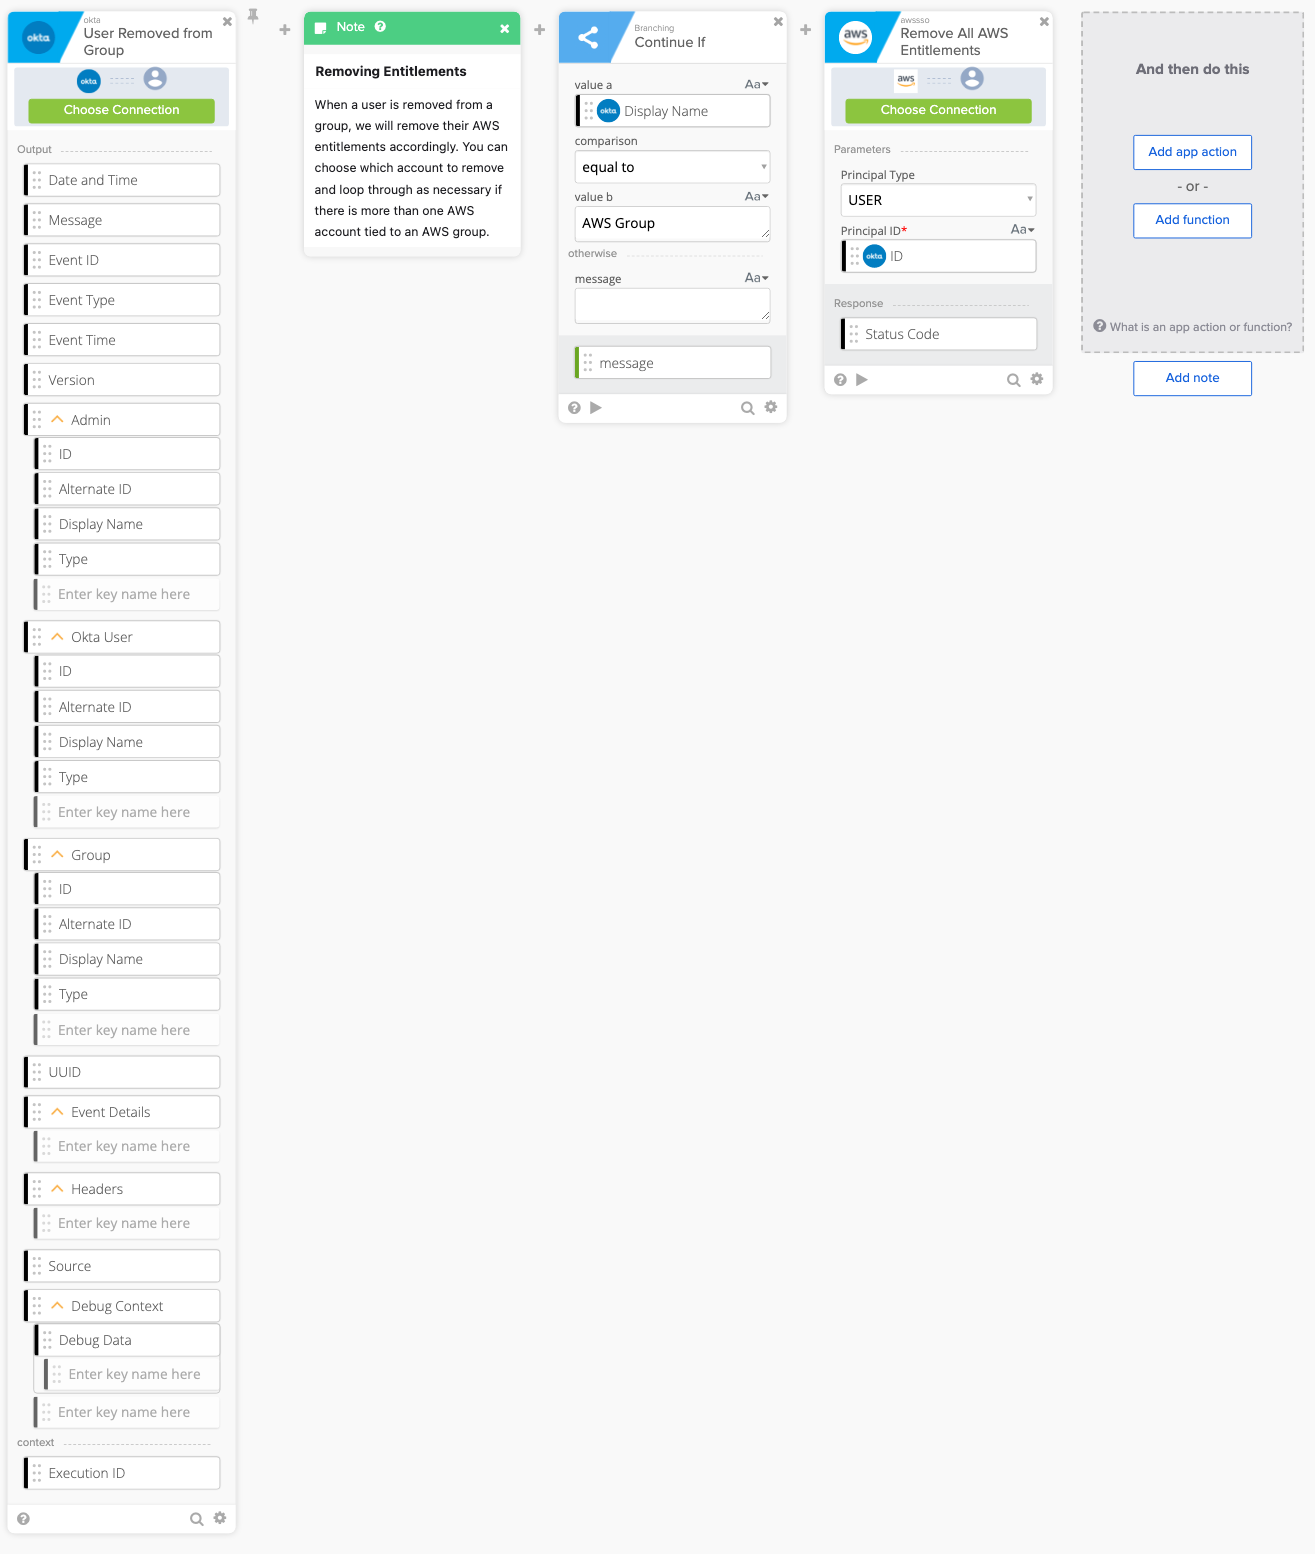 okta
User Removed from
Group
okta
okta
Choose Connection
Output
Date and Time
Message
Event ID
Event Type
Event Time
Version
Admin
ID
Alternate ID
Display Name
Type
Enter key name here
Okta User
ID
Alternate ID
Display Name
Type
Enter key name here
Group
ID
Alternate ID
Display Name
Type
Enter key name here
UUID
Event Details
Enter key name here
Headers
Enter key name here
Source
Debug Context
Debug Data
Enter key name here
Enter key name here
context
Execution ID
Note
Removing Entitlements
When a user is removed from a
group, we will remove their AWS
entitlements accordingly. You can
choose which account to remove
and loop through as necessary if
there is more than one AWS
account tied to an AWS group.
Branching
Continue If
value a Aa
okta Display Name
comparison
equal to
value b Aa
AWS Group
otherwise
message Aa
message
awssso
aws
Remove All AWS
Entitlements
aws
Choose Connection
Parameters
Principal Type
USER
Principal ID* Aa
okta ID
Response
Status Code
And then do this
Add app action
- or -
Add function
What is an app action or function?
Add note